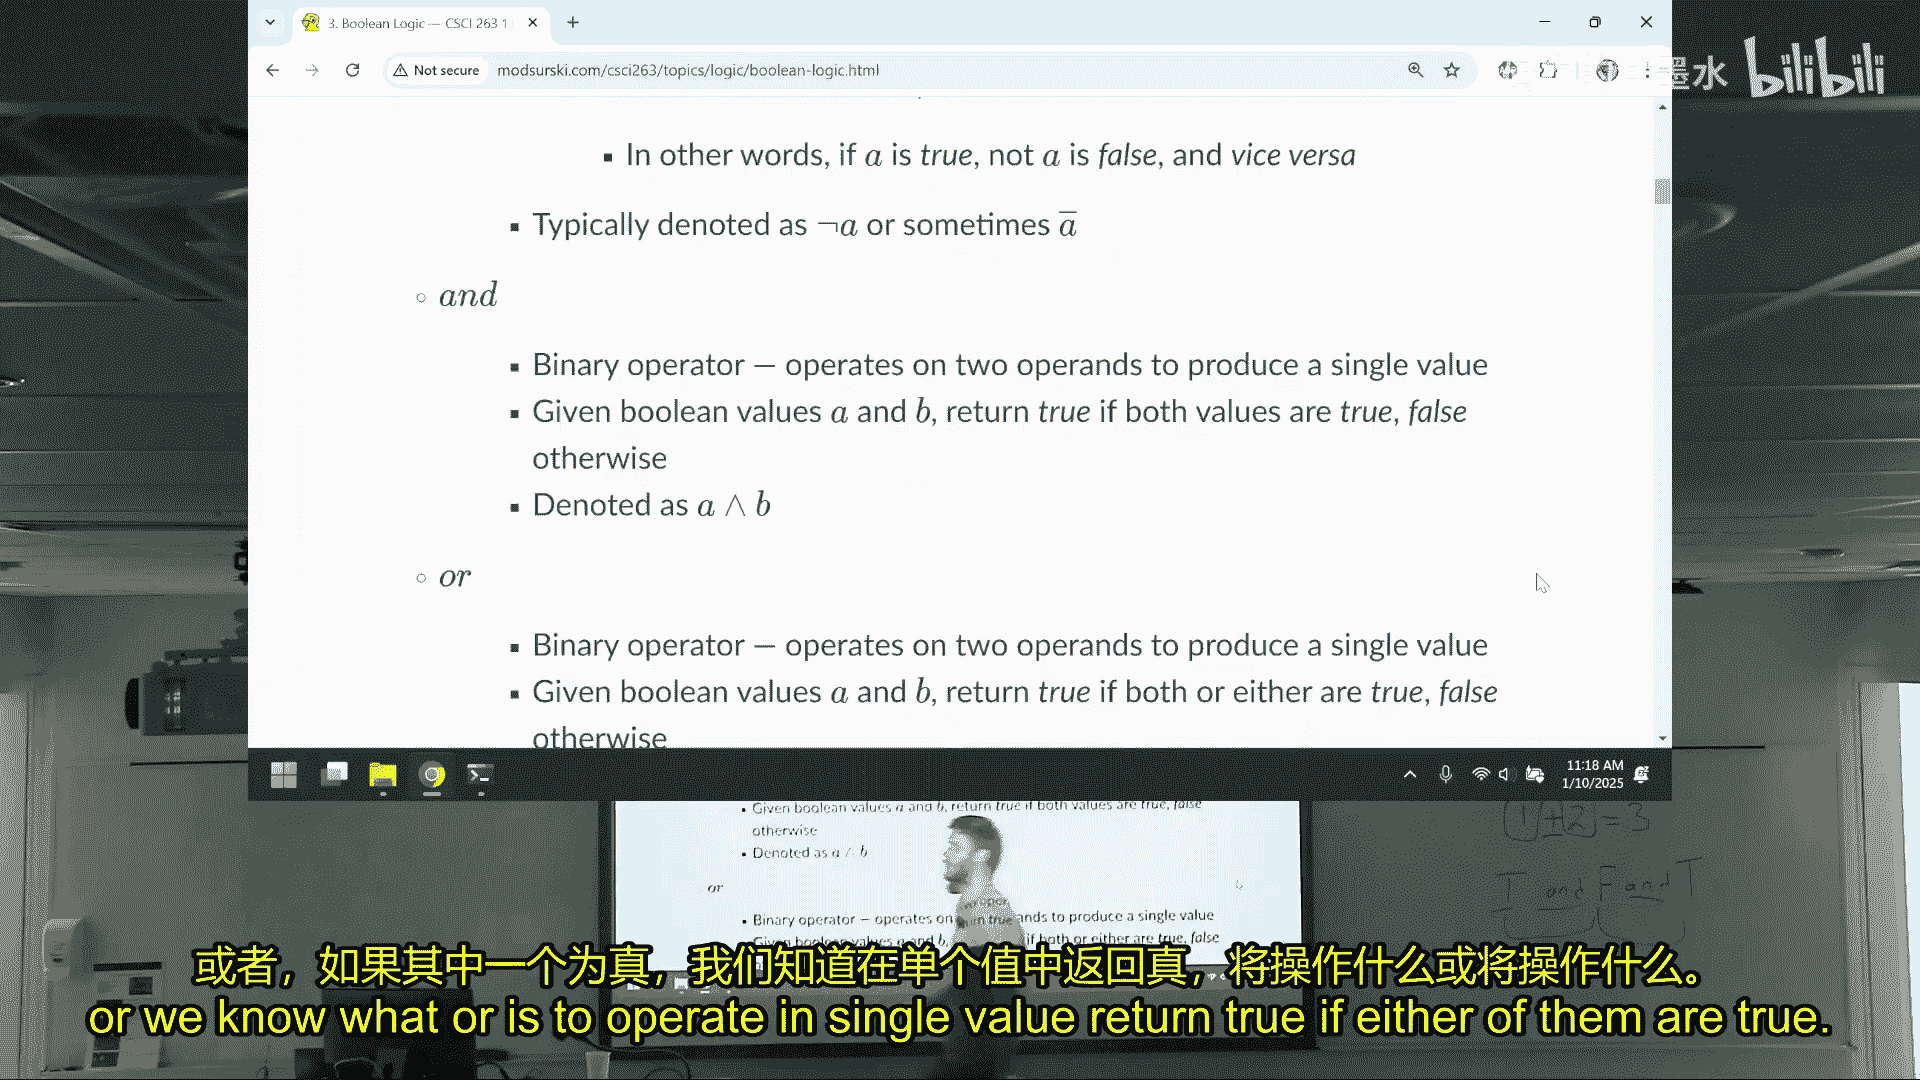 3. Boolean Logic — CSCI 263 1
Not secure
modsurski.com/csci263/topics/logic/boolean-logic.html
墨水 bilibili
In other words, if a is true, not a is false, and vice versa
Typically denoted as ¬a or sometimes a̅
and
Binary operator — operates on two operands to produce a single value
Given boolean values a and b, return true if both values are true, false
otherwise
Denoted as a ∧ b
or
Binary operator — operates on two operands to produce a single value
Given boolean values a and b, return true if both or either are true, false
otherwise
11:18 AM
1/10/2025
Given boolean values a and b, return true if both values are true, false
otherwise
Denoted as a ∧ b
or
Binary operator — operates on ands to produce a single value
if both or either are true, false
1 + 2 = 3
T and F and T
或者，如果其中一个为真，我们知道在单个值中返回真，将操作什么或将操作什么。
or we know what or is to operate in single value return true if either of them are true.